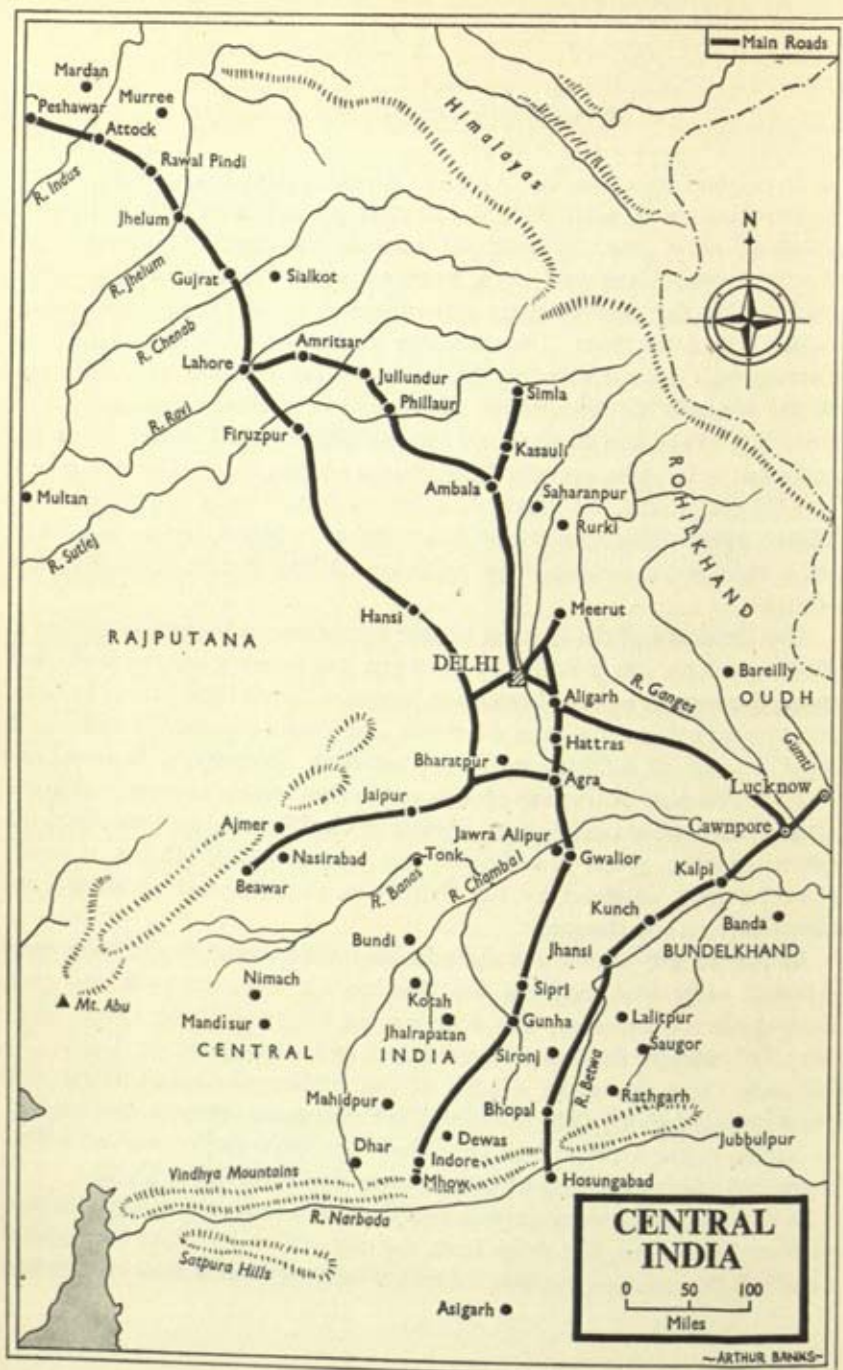 Main Roads
Mardan
Peshawar
Murree
Attock
Himalayas
Rawal Pindi
R. Indus
Jhelum
N
R. Jhelum
Gujrat
Sialkot
R. Chenab
Amritsar
Lahore
Jullundur
Simla
R. Ravi
Phillaur
Firuzpur
Kasauli
Multan
Ambala
Saharanpur
Rurki
ROHILKHAND
R. Sutlej
Hansi
Meerut
RAJPUTANA
DELHI
Bareilly
R. Ganges
Aligarh
OUDH
Hattras
Gumti
Bharatpur
Agra
Lucknow
Jaipur
Ajmer
Cawnpore
Jawra Alipur
Nasirabad
Tonk
Gwalior
Beawar
R. Banas
R. Chambal
Kalpi
Kunch
Banda
Bundi
Jhansi
BUNDELKHAND
Nimach
Kotah
Sipri
Mt. Abu
Mandisur
Jhalrapatan
Gunha
Lalitpur
CENTRAL INDIA
Saugor
Sironj
R. Betwa
Mahidpur
Rathgarh
Bhopal
Dewas
Jubbulpur
Dhar
Indore
Vindhya Mountains
Mhow
Hosungabad
R. Narbada
Satpura Hills
CENTRAL
INDIA
0 50 100
Miles
Asigarh
~ARTHUR BANKS~